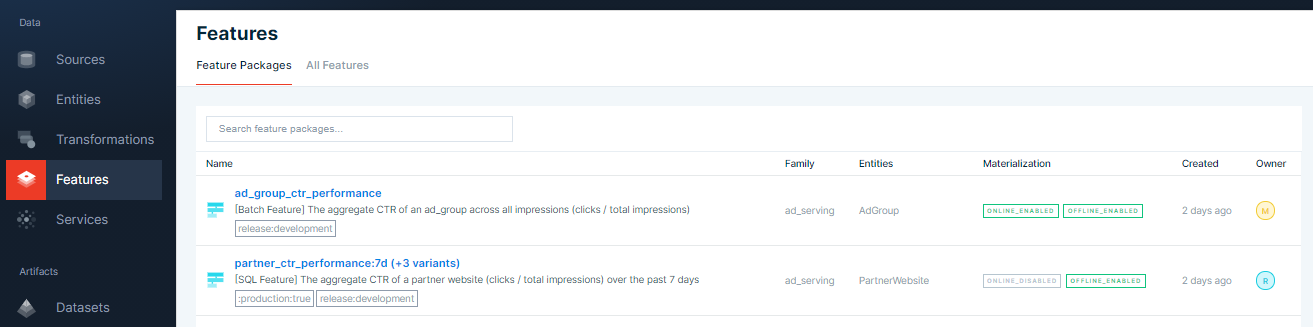 Data
Sources
Entities
Transformations
Features
Services
Artifacts
Datasets
Features
Feature Packages All Features
Search feature packages...
Name Family Entities Materialization Created Owner
ad_group_ctr_performance
[Batch Feature] The aggregate CTR of an ad_group across all impressions (clicks / total impressions)
release:development
ad_serving AdGroup ONLINE_ENABLED OFFLINE_ENABLED 2 days ago M
partner_ctr_performance:7d (+3 variants)
[SQL Feature] The aggregate CTR of a partner website (clicks / total impressions) over the past 7 days
:production:true release:development
ad_serving PartnerWebsite ONLINE_DISABLED OFFLINE_ENABLED 2 days ago R